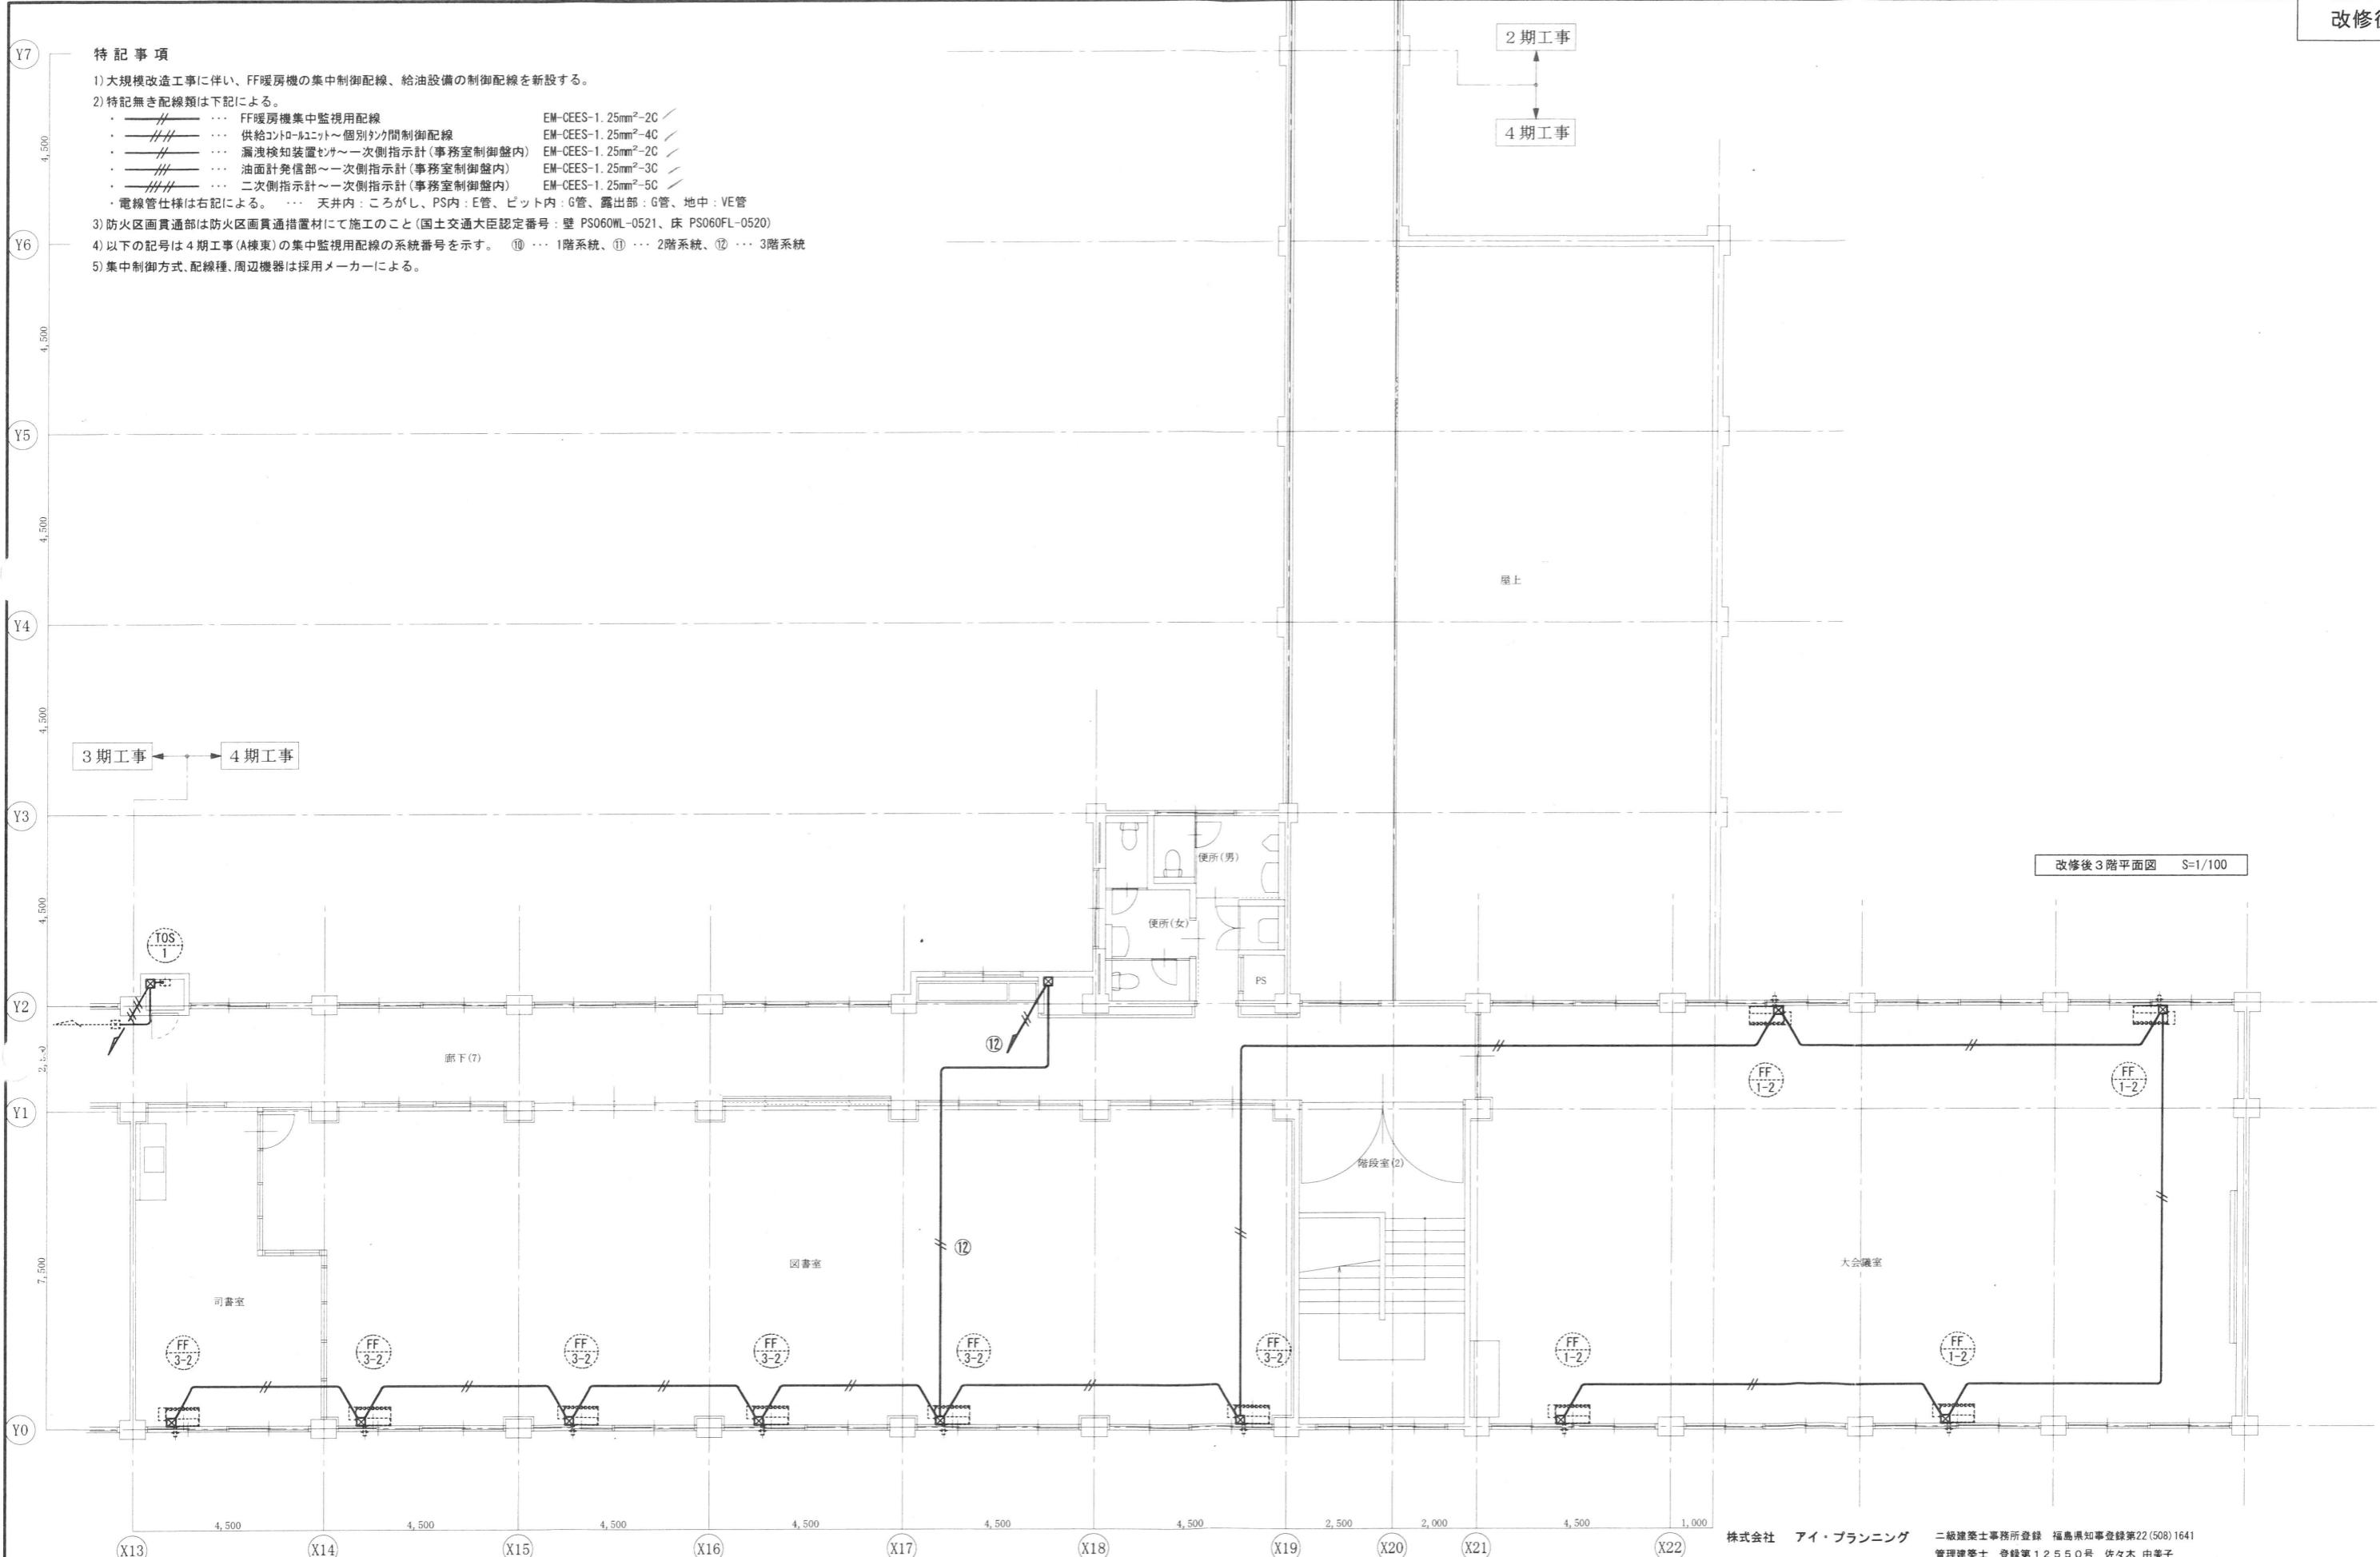 改修後
Y7
特記事項
1)大規模改造工事に伴い、FF暖房機の集中制御配線、給油設備の制御配線を新設する。
2)特記無き配線類は下記による。
・ … FF暖房機集中監視用配線 EM-CEES-1.25mm²-2C
・ … 供給ｺﾝﾄﾛｰﾙﾕﾆｯﾄ～個別ﾀﾝｸ間制御配線 EM-CEES-1.25mm²-4C
・ … 漏洩検知装置ｾﾝｻ～一次側指示計(事務室制御盤内) EM-CEES-1.25mm²-2C
・ … 油面計発信部～一次側指示計(事務室制御盤内) EM-CEES-1.25mm²-3C
・ … 二次側指示計～一次側指示計(事務室制御盤内) EM-CEES-1.25mm²-5C
・電線管仕様は右記による。 … 天井内：ころがし、PS内：E管、ピット内：G管、露出部：G管、地中：VE管
3)防火区画貫通部は防火区画貫通措置材にて施工のこと(国土交通大臣認定番号：壁 PS060WL-0521、床 PS060FL-0520)
4)以下の記号は４期工事(A棟東)の集中監視用配線の系統番号を示す。 ⑩ … 1階系統、⑪ … 2階系統、⑫ … 3階系統
5)集中制御方式、配線種、周辺機器は採用メーカーによる。
２期工事
４期工事
4,500
Y6
4,500
Y5
4,500
屋上
Y4
4,500
３期工事
４期工事
Y3
便所(男)
改修後３階平面図 S=1/100
4,500
便所(女)
TOS
1
PS
Y2
廊下(7)
⑫
FF
1-2
FF
1-2
Y1
階段室(2)
7,500
⑫
図書室
大会議室
司書室
FF
3-2
FF
3-2
FF
3-2
FF
3-2
FF
3-2
FF
3-2
FF
1-2
FF
1-2
Y0
4,500
4,500
4,500
4,500
4,500
4,500
2,500
2,000
4,500
1,000
X13
X14
X15
X16
X17
X18
X19
X20
X21
X22
株式会社 アイ・プランニング
二級建築士事務所登録 福島県知事登録第22(508)1641
管理建築士 登録第１２５５０号 佐々木 由美子